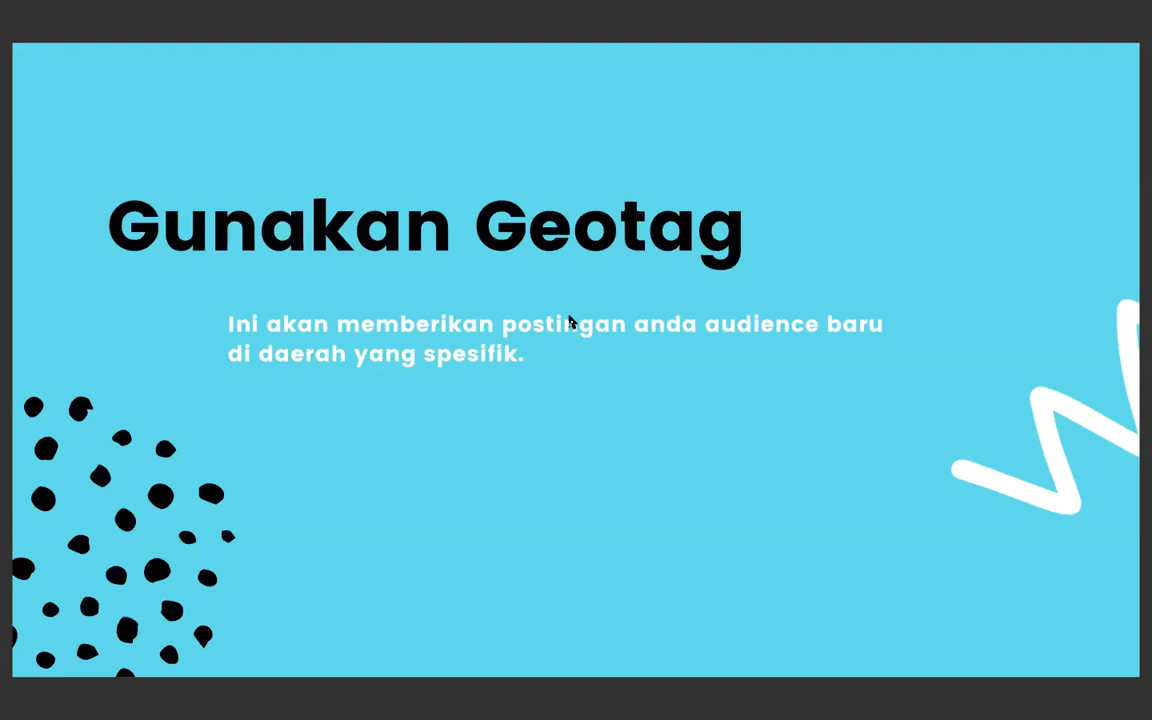 Gunakan Geotag
Ini akan memberikan postingan anda audience baru
di daerah yang spesifik.